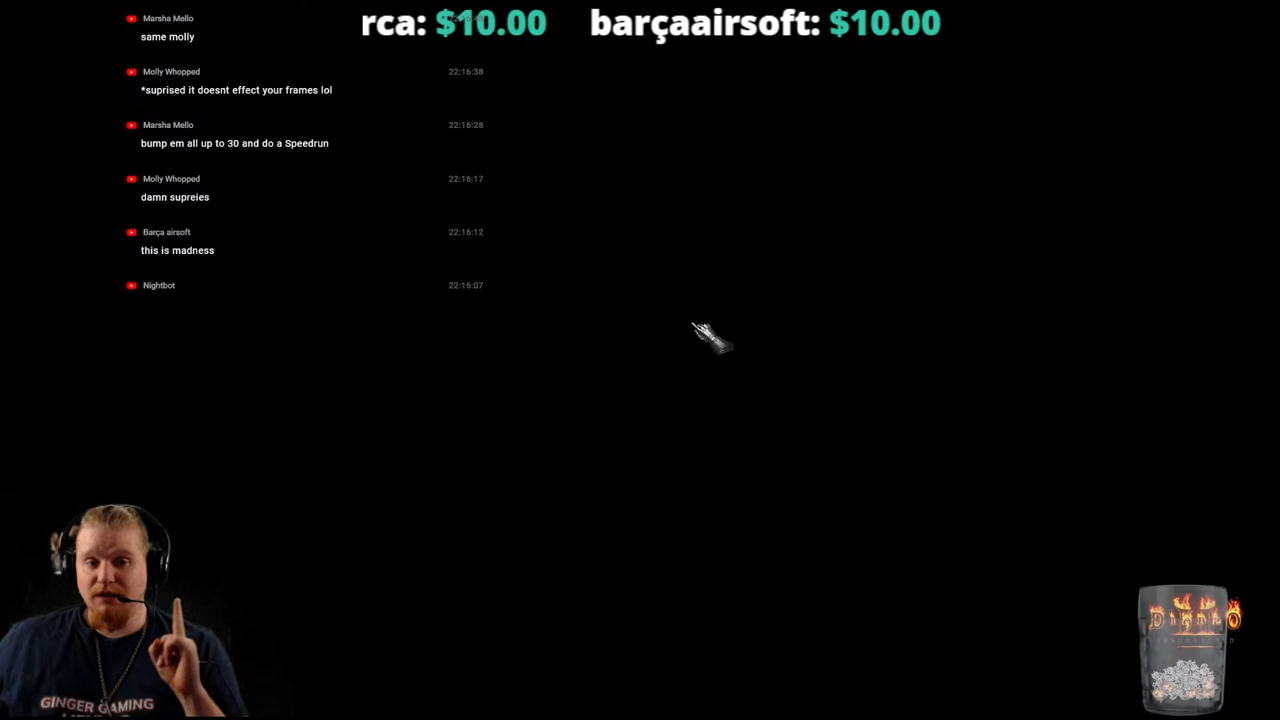 rca: $10.00 barçaairsoft: $10.00
Marsha Mello
same molly
Molly Whopped 22:16:38
*suprised it doesnt effect your frames lol
Marsha Mello 22:16:28
bump em all up to 30 and do a Speedrun
Molly Whopped 22:16:17
damn supreies
Barça airsoft 22:16:12
this is madness
Nightbot 22:16:07
GINGER GAMING
DIABLO